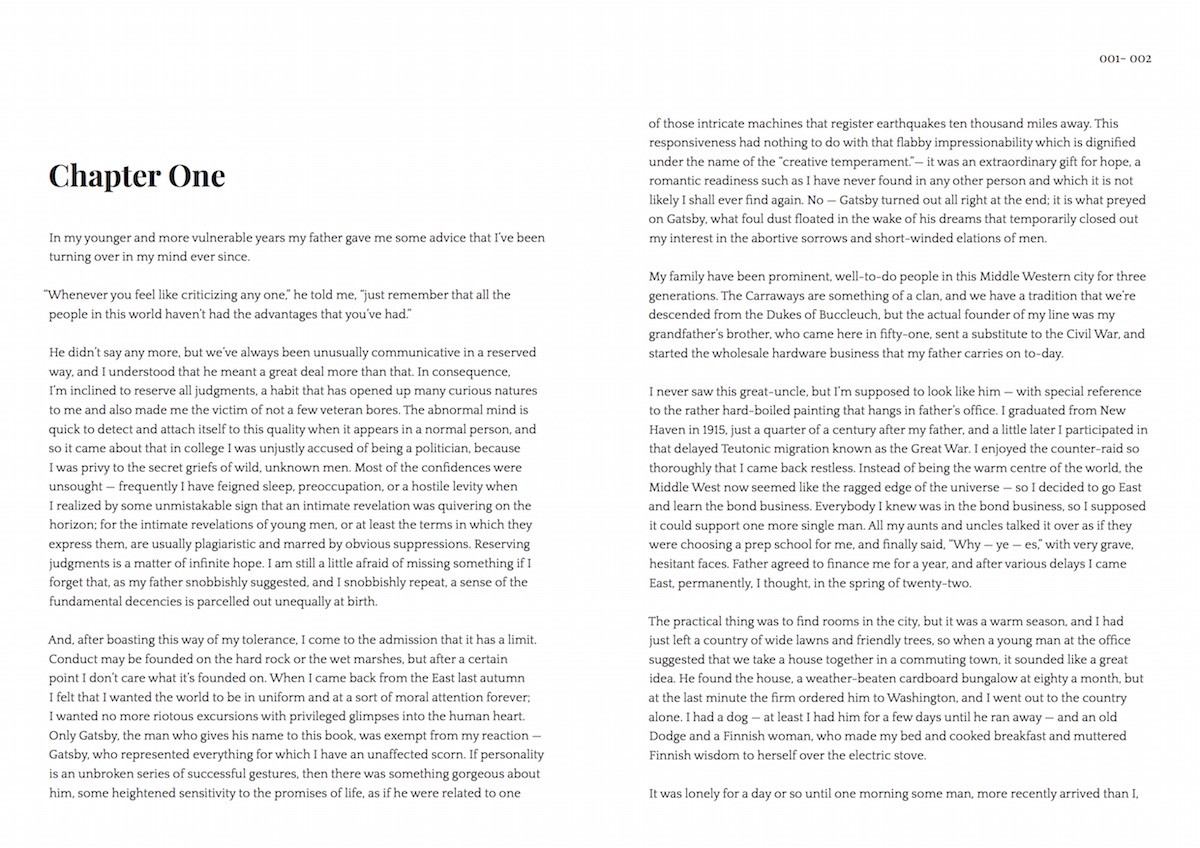 001– 002
Chapter One
In my younger and more vulnerable years my father gave me some advice that I’ve been
turning over in my mind ever since.
“Whenever you feel like criticizing any one,” he told me, “just remember that all the
people in this world haven’t had the advantages that you’ve had.”
He didn’t say any more, but we’ve always been unusually communicative in a reserved
way, and I understood that he meant a great deal more than that. In consequence,
I’m inclined to reserve all judgments, a habit that has opened up many curious natures
to me and also made me the victim of not a few veteran bores. The abnormal mind is
quick to detect and attach itself to this quality when it appears in a normal person, and
so it came about that in college I was unjustly accused of being a politician, because
I was privy to the secret griefs of wild, unknown men. Most of the confidences were
unsought — frequently I have feigned sleep, preoccupation, or a hostile levity when
I realized by some unmistakable sign that an intimate revelation was quivering on the
horizon; for the intimate revelations of young men, or at least the terms in which they
express them, are usually plagiaristic and marred by obvious suppressions. Reserving
judgments is a matter of infinite hope. I am still a little afraid of missing something if I
forget that, as my father snobbishly suggested, and I snobbishly repeat, a sense of the
fundamental decencies is parcelled out unequally at birth.
And, after boasting this way of my tolerance, I come to the admission that it has a limit.
Conduct may be founded on the hard rock or the wet marshes, but after a certain
point I don’t care what it’s founded on. When I came back from the East last autumn
I felt that I wanted the world to be in uniform and at a sort of moral attention forever;
I wanted no more riotous excursions with privileged glimpses into the human heart.
Only Gatsby, the man who gives his name to this book, was exempt from my reaction —
Gatsby, who represented everything for which I have an unaffected scorn. If personality
is an unbroken series of successful gestures, then there was something gorgeous about
him, some heightened sensitivity to the promises of life, as if he were related to one
of those intricate machines that register earthquakes ten thousand miles away. This
responsiveness had nothing to do with that flabby impressionability which is dignified
under the name of the “creative temperament.”— it was an extraordinary gift for hope, a
romantic readiness such as I have never found in any other person and which it is not
likely I shall ever find again. No — Gatsby turned out all right at the end; it is what preyed
on Gatsby, what foul dust floated in the wake of his dreams that temporarily closed out
my interest in the abortive sorrows and short-winded elations of men.
My family have been prominent, well-to-do people in this Middle Western city for three
generations. The Carraways are something of a clan, and we have a tradition that we’re
descended from the Dukes of Buccleuch, but the actual founder of my line was my
grandfather’s brother, who came here in fifty-one, sent a substitute to the Civil War, and
started the wholesale hardware business that my father carries on to-day.
I never saw this great-uncle, but I’m supposed to look like him — with special reference
to the rather hard-boiled painting that hangs in father’s office. I graduated from New
Haven in 1915, just a quarter of a century after my father, and a little later I participated in
that delayed Teutonic migration known as the Great War. I enjoyed the counter-raid so
thoroughly that I came back restless. Instead of being the warm centre of the world, the
Middle West now seemed like the ragged edge of the universe — so I decided to go East
and learn the bond business. Everybody I knew was in the bond business, so I supposed
it could support one more single man. All my aunts and uncles talked it over as if they
were choosing a prep school for me, and finally said, “Why — ye — es,” with very grave,
hesitant faces. Father agreed to finance me for a year, and after various delays I came
East, permanently, I thought, in the spring of twenty-two.
The practical thing was to find rooms in the city, but it was a warm season, and I had
just left a country of wide lawns and friendly trees, so when a young man at the office
suggested that we take a house together in a commuting town, it sounded like a great
idea. He found the house, a weather-beaten cardboard bungalow at eighty a month, but
at the last minute the firm ordered him to Washington, and I went out to the country
alone. I had a dog — at least I had him for a few days until he ran away — and an old
Dodge and a Finnish woman, who made my bed and cooked breakfast and muttered
Finnish wisdom to herself over the electric stove.
It was lonely for a day or so until one morning some man, more recently arrived than I,